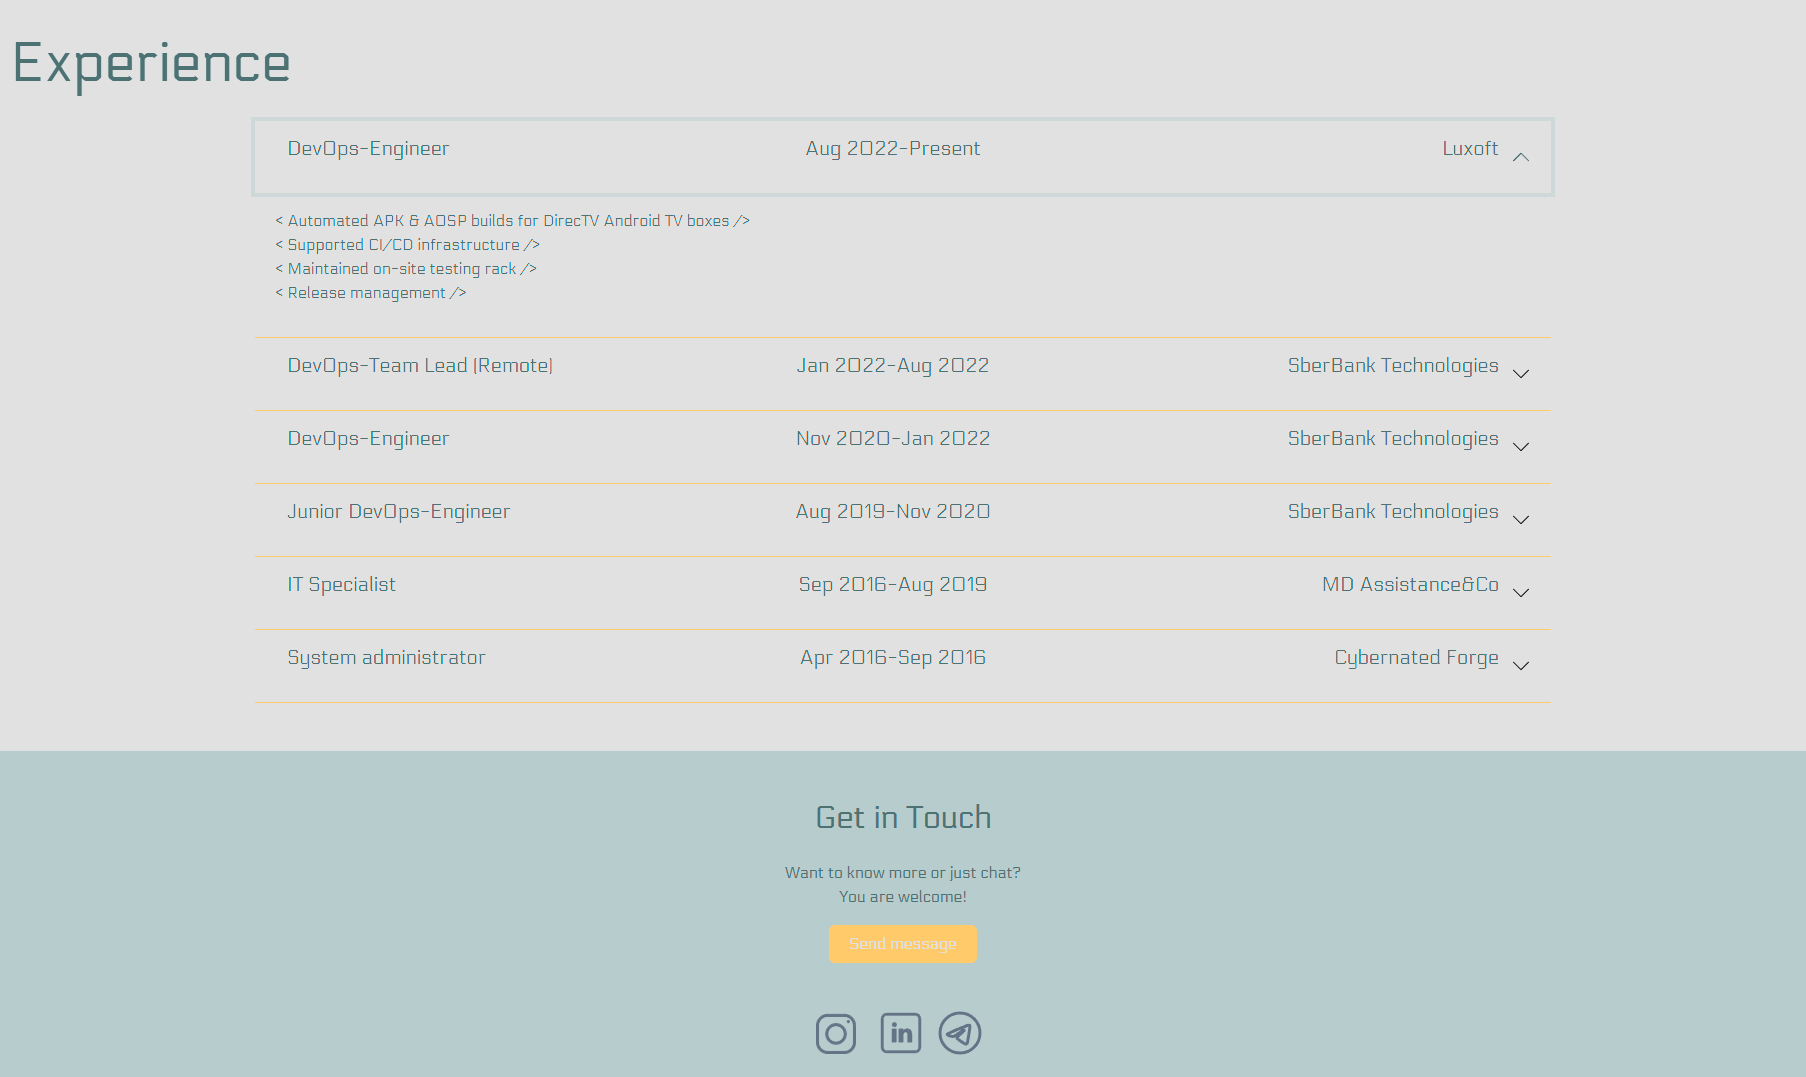 Experience
DevOps-Engineer Aug 2022-Present Luxoft
< Automated APK & AOSP builds for DirecTV Android TV boxes />
< Supported CI/CD infrastructure />
< Maintained on-site testing rack />
< Release management />
DevOps-Team Lead (Remote) Jan 2022-Aug 2022 SberBank Technologies
DevOps-Engineer Nov 2020-Jan 2022 SberBank Technologies
Junior DevOps-Engineer Aug 2019-Nov 2020 SberBank Technologies
IT Specialist Sep 2016-Aug 2019 MD Assistance&Co
System administrator Apr 2016-Sep 2016 Cybernated Forge
Get in Touch
Want to know more or just chat?
You are welcome!
Send message
in